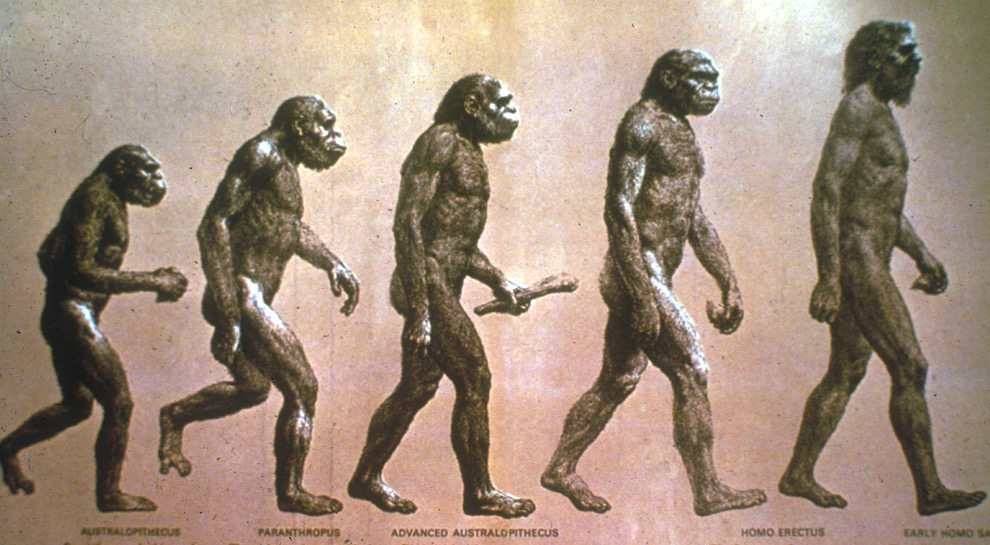 AUSTRALOPITHECUS
PARANTHROPUS
ADVANCED AUSTRALOPITHECUS
HOMO ERECTUS
EARLY HOMO SA